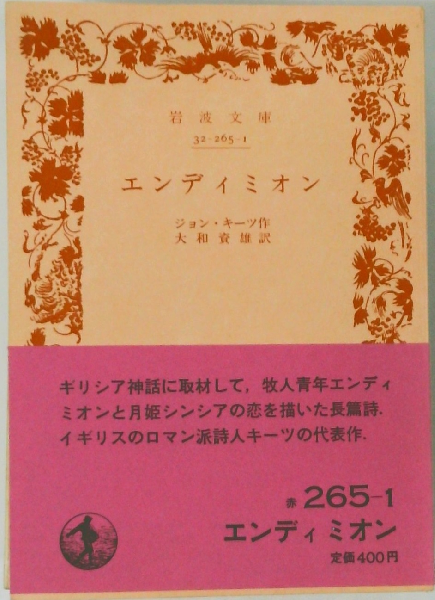 岩波文庫
32-265-1
エンディミオン
ジョン・キーツ作
大和資雄訳
ギリシア神話に取材して，牧人青年エンディ
ミオンと月姫シンシアの恋を描いた長篇詩．
イギリスのロマン派詩人キーツの代表作．
赤 265-1
エンディミオン
定価400円